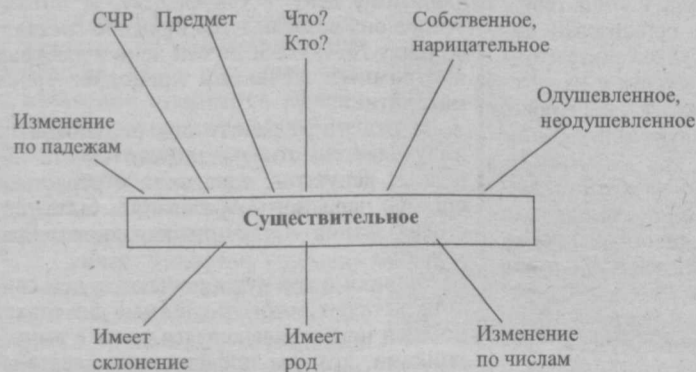 СЧР Предмет Что? Собственное,
Кто? нарицательное
Одушевленное,
неодушевленное
Изменение
по падежам
Существительное
Имеет Имеет Изменение
склонение род по числам